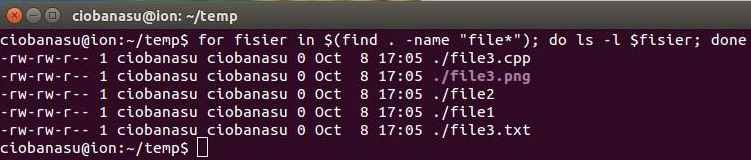 ciobanasu@ion: ~/temp
ciobanasu@ion:~/temp$ for fisier in $(find . -name "file*"); do ls -l $fisier; done
-rw-rw-r-- 1 ciobanasu ciobanasu 0 Oct  8 17:05 ./file3.cpp
-rw-rw-r-- 1 ciobanasu ciobanasu 0 Oct  8 17:05 ./file3.png
-rw-rw-r-- 1 ciobanasu ciobanasu 0 Oct  8 17:05 ./file2
-rw-rw-r-- 1 ciobanasu ciobanasu 0 Oct  8 17:05 ./file1
-rw-rw-r-- 1 ciobanasu ciobanasu 0 Oct  8 17:05 ./file3.txt
ciobanasu@ion:~/temp$